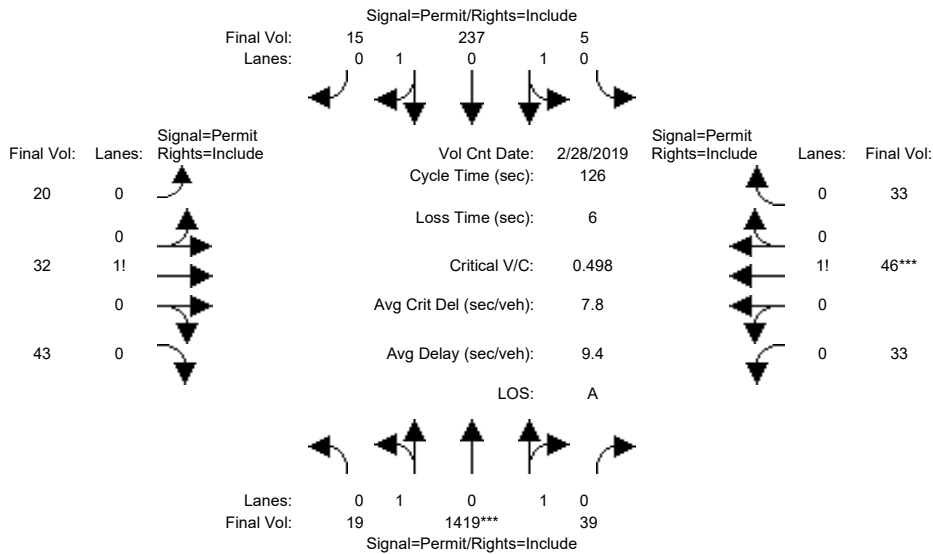 Signal=Permit/Rights=Include
Final Vol: 15 237 5
Lanes: 0 1 0 1 0
Signal=Permit Signal=Permit
Final Vol: Lanes: Rights=Include Vol Cnt Date: 2/28/2019 Rights=Include Lanes: Final Vol:
Cycle Time (sec): 126
20 0 0 33
Loss Time (sec): 6
0 0
32 1! Critical V/C: 0.498 1! 46***
0 Avg Crit Del (sec/veh): 7.8 0
43 0 Avg Delay (sec/veh): 9.4 0 33
LOS: A
Lanes: 0 1 0 1 0
Final Vol: 19 1419*** 39
Signal=Permit/Rights=Include